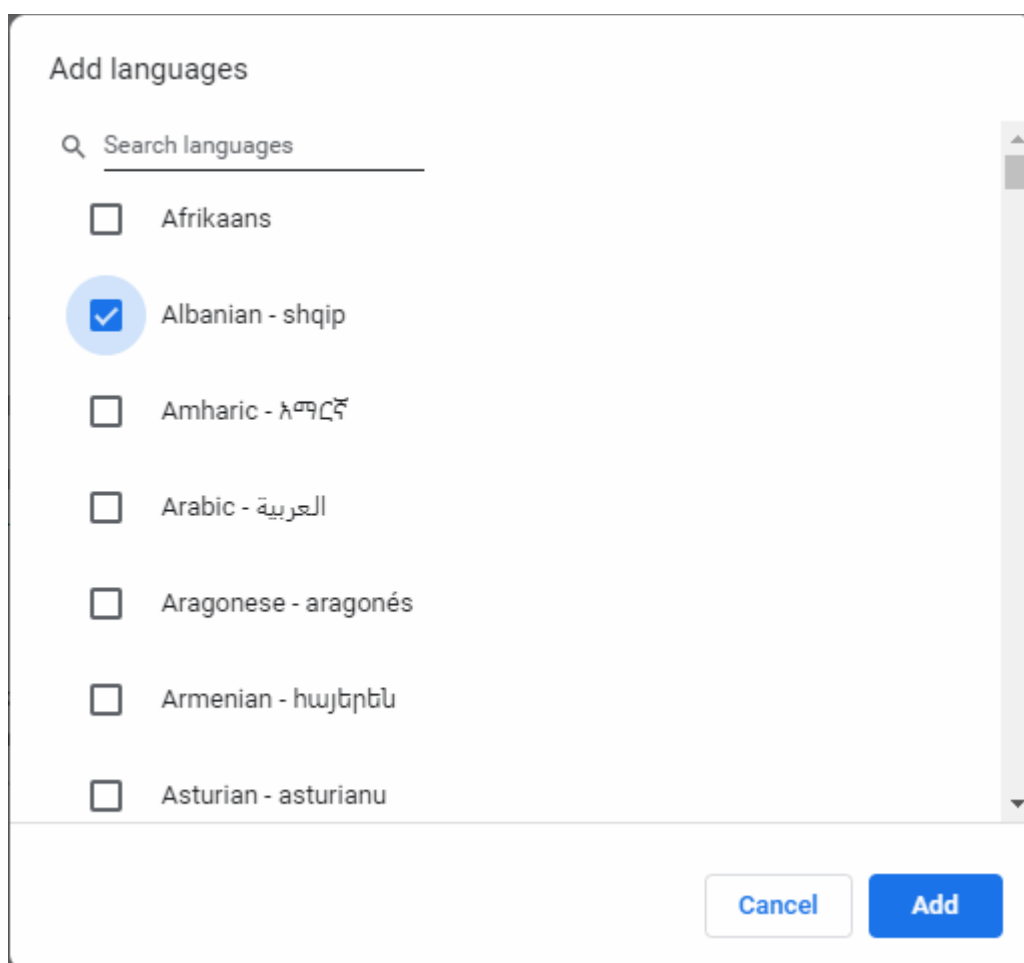 Add languages
Search languages
Afrikaans
Albanian - shqip
Amharic - አማርኛ
Arabic - العربية
Aragonese - aragonés
Armenian - հայերեն
Asturian - asturianu
Cancel
Add